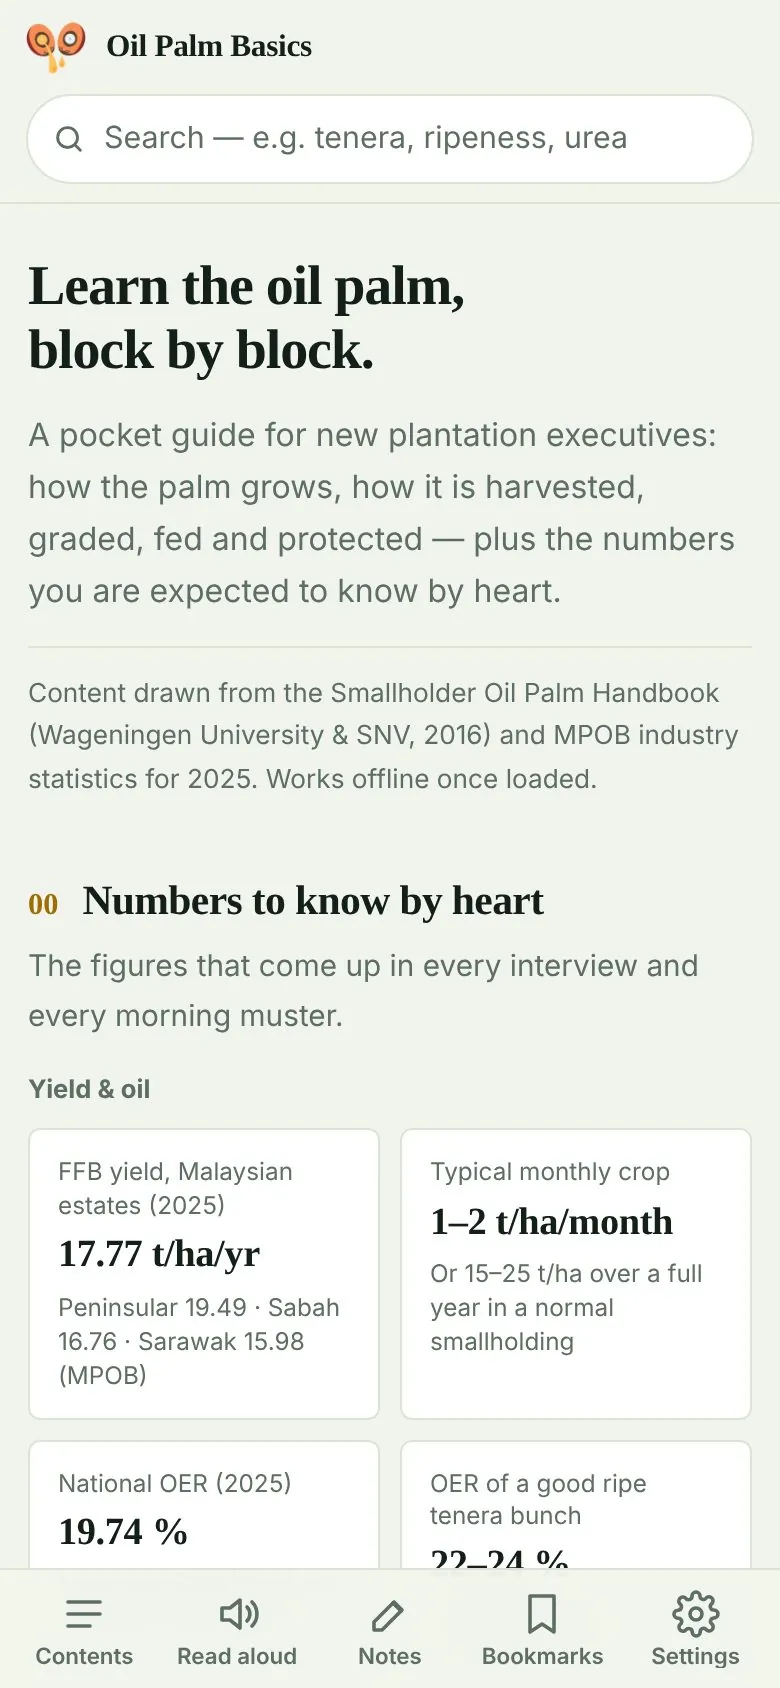 Oil Palm Basics
Search — e.g. tenera, ripeness, urea
Learn the oil palm,
block by block.
A pocket guide for new plantation executives:
how the palm grows, how it is harvested,
graded, fed and protected — plus the numbers
you are expected to know by heart.
Content drawn from the Smallholder Oil Palm Handbook
(Wageningen University & SNV, 2016) and MPOB industry
statistics for 2025. Works offline once loaded.
00 Numbers to know by heart
The figures that come up in every interview and
every morning muster.
Yield & oil
FFB yield, Malaysian
estates (2025)
17.77 t/ha/yr
Peninsular 19.49 · Sabah
16.76 · Sarawak 15.98
(MPOB)
Typical monthly crop
1–2 t/ha/month
Or 15–25 t/ha over a full
year in a normal
smallholding
National OER (2025)
19.74 %
OER of a good ripe
tenera bunch
22–24 %
Contents
Read aloud
Notes
Bookmarks
Settings